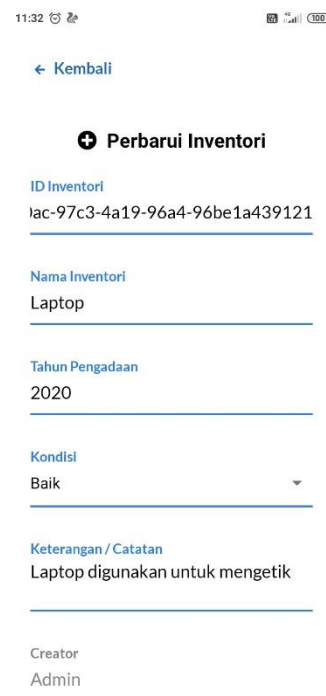 11:32
100
← Kembali
Perbarui Inventori
ID Inventori
ac-97c3-4a19-96a4-96be1a439121
Nama Inventori
Laptop
Tahun Pengadaan
2020
Kondisi
Baik
Keterangan / Catatan
Laptop digunakan untuk mengetik
Creator
Admin